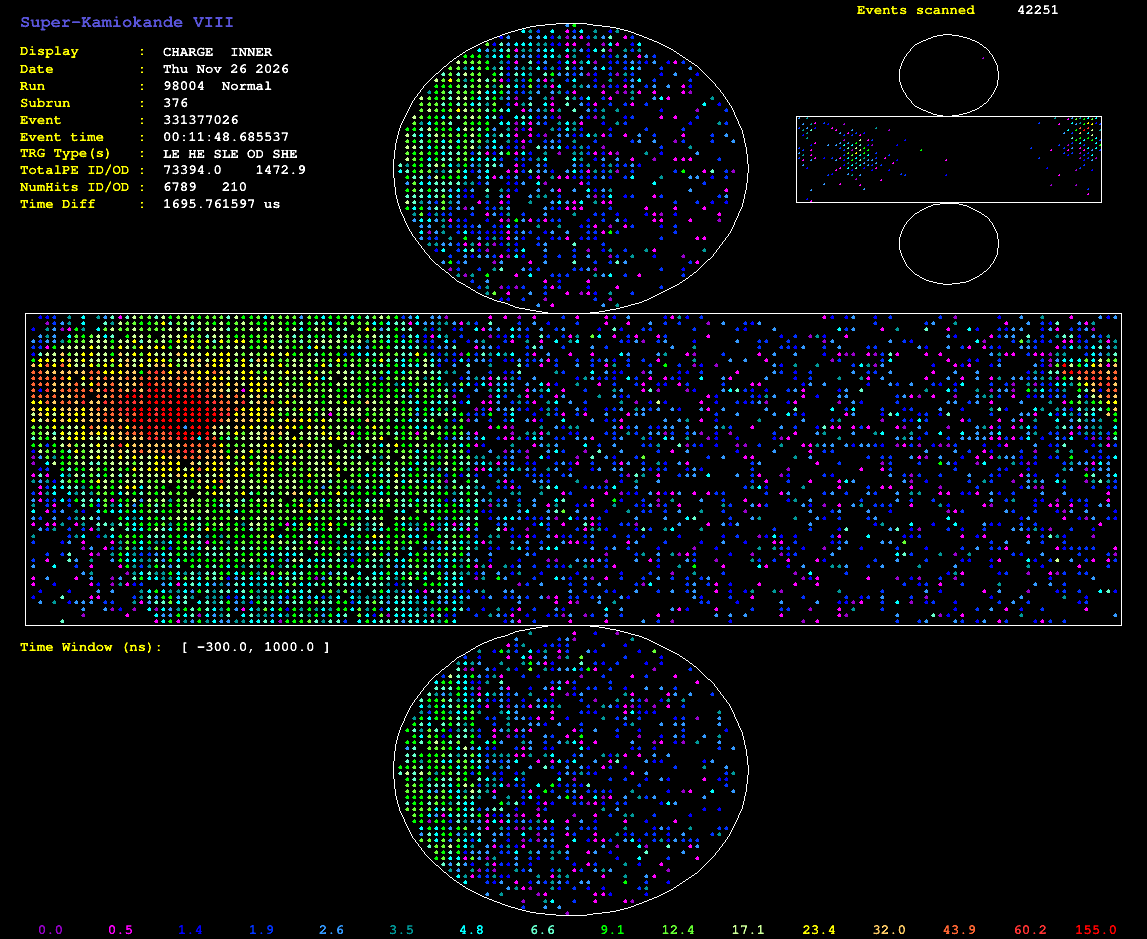 Super-Kamiokande VIII
Events scanned 42251
Display : CHARGE INNER
Date : Thu Nov 26 2026
Run : 98004 Normal
Subrun : 376
Event : 331377026
Event time : 00:11:48.685537
TRG Type(s) : LE HE SLE OD SHE
TotalPE ID/OD : 73394.0 1472.9
NumHits ID/OD : 6789 210
Time Diff : 1695.761597 us
Time Window (ns): [ -300.0, 1000.0 ]
0.0 0.5 1.4 1.9 2.6 3.5 4.8 6.6 9.1 12.4 17.1 23.4 32.0 43.9 60.2 155.0